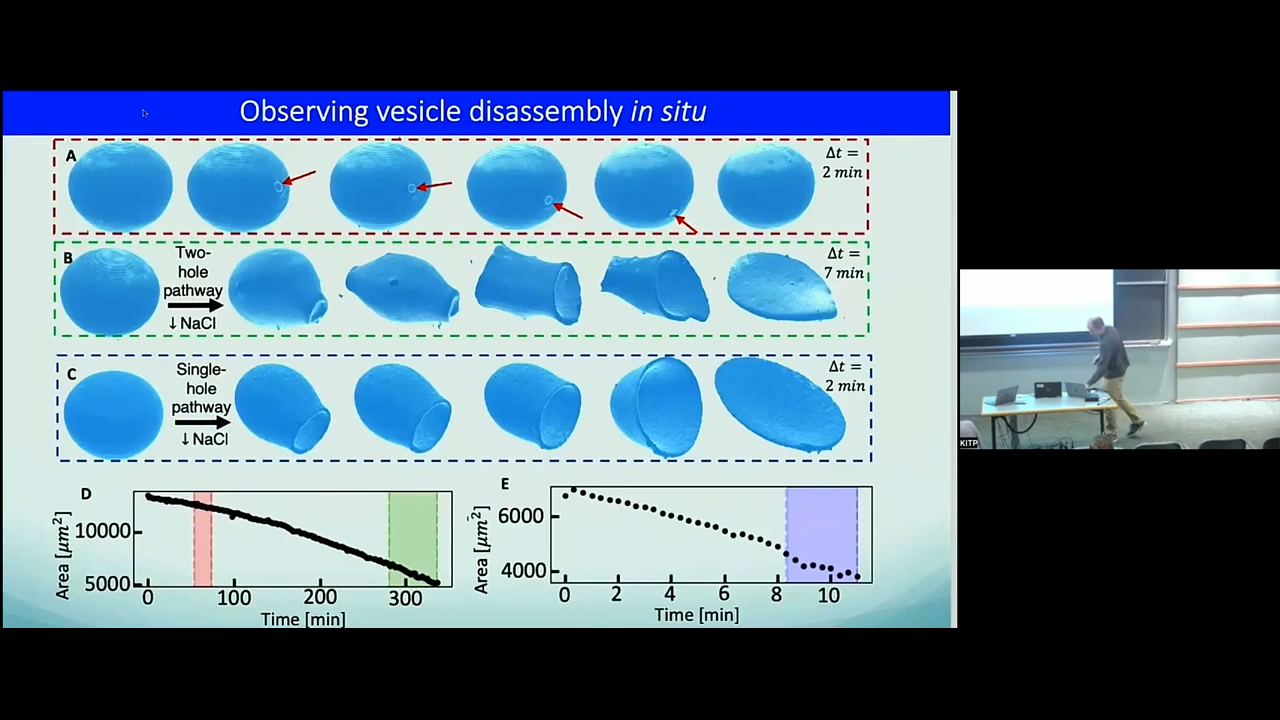 Observing vesicle disassembly in situ
A
Δt =
2 min
B
Two-
hole
pathway
↓ NaCl
Δt =
7 min
C
Single-
hole
pathway
↓ NaCl
Δt =
2 min
D
Area [μm²]
10000
5000
0 100 200 300
Time [min]
E
Area [μm²]
6000
4000
0 2 4 6 8 10
Time [min]
KITP